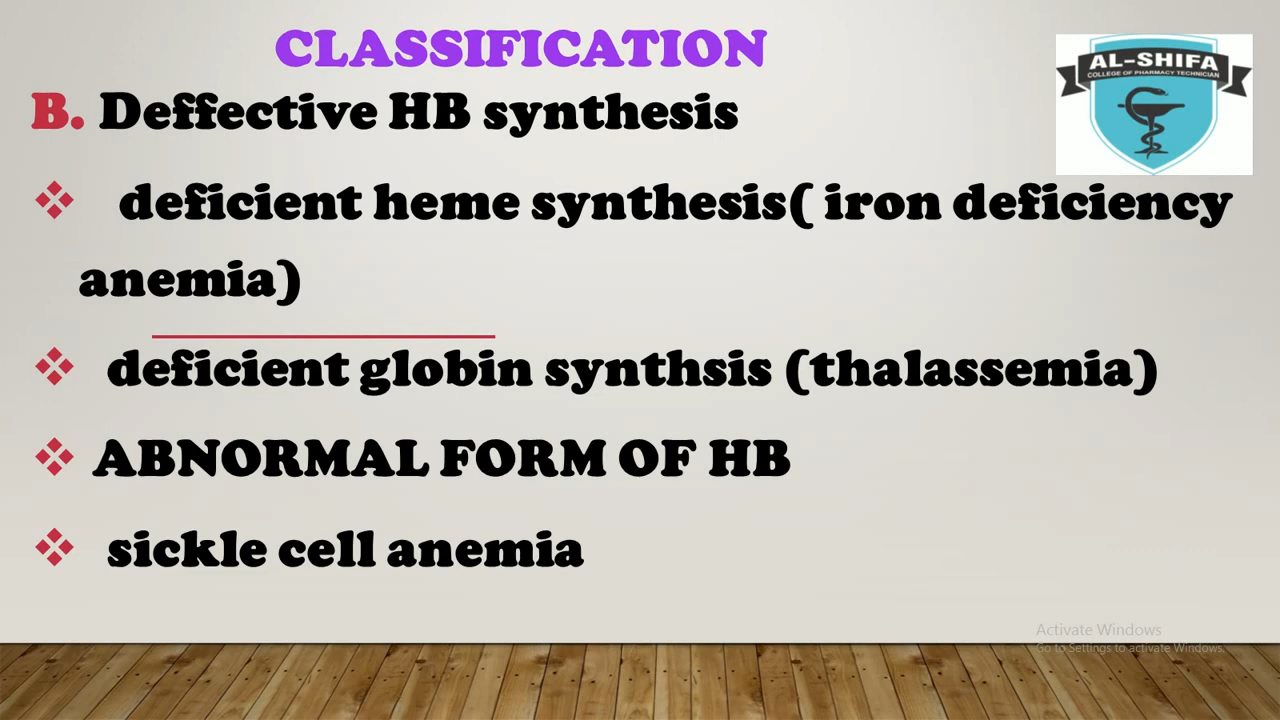 CLASSIFICATION
AL-SHIFA
COLLEGE OF PHARMACY TECHNICIAN
B. Deffective HB synthesis
deficient heme synthesis( iron deficiency
anemia)
deficient globin synthsis (thalassemia)
ABNORMAL FORM OF HB
sickle cell anemia
Activate Windows
Go to Settings to activate Windows.